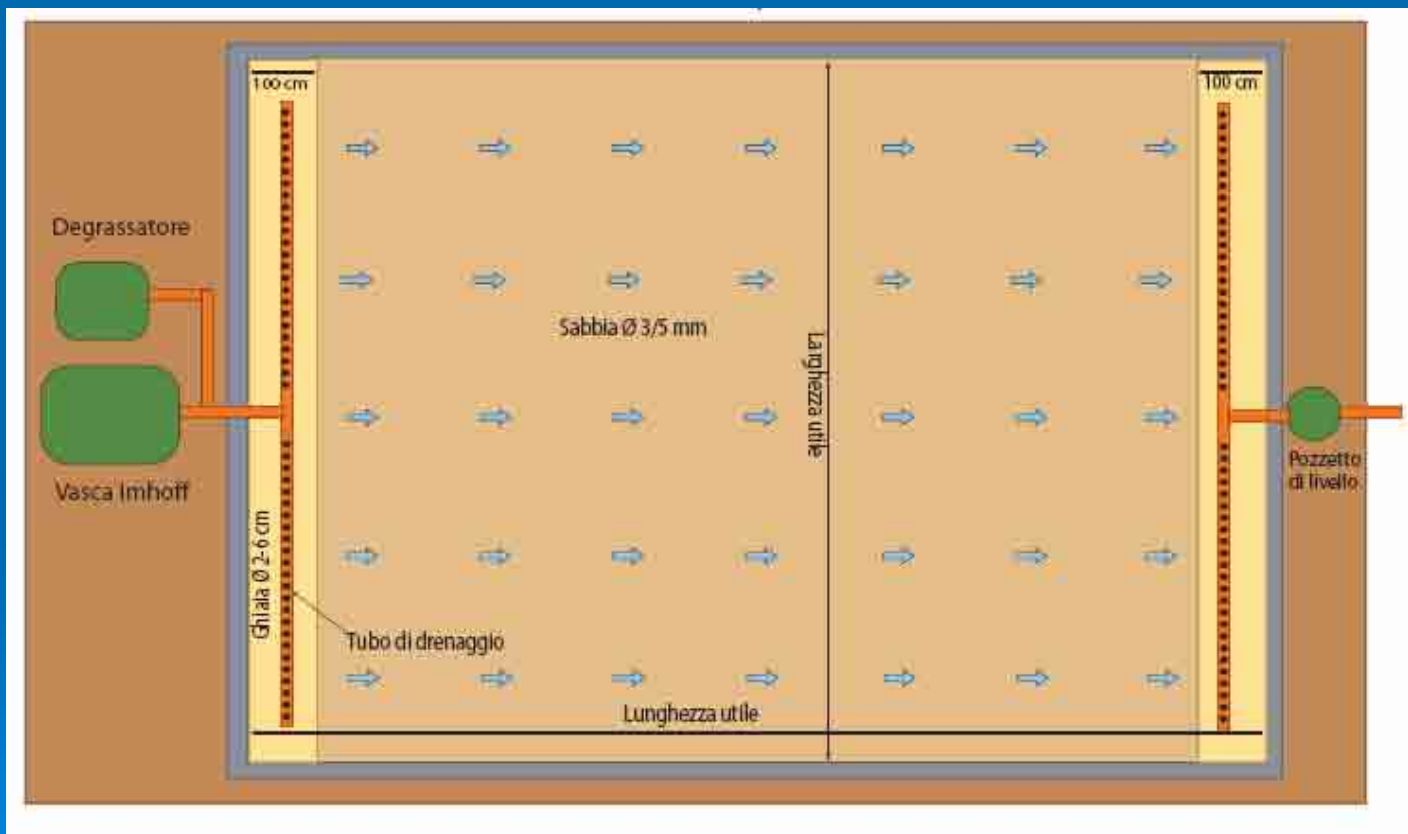 100 cm
100 cm
Degrassatore
Sabbia Ø 3/5 mm
Larghezza utile
Vasca Imhoff
Pozzetto
di livello
Ghiaia Ø 2-6 cm
Tubo di drenaggio
Lunghezza utile